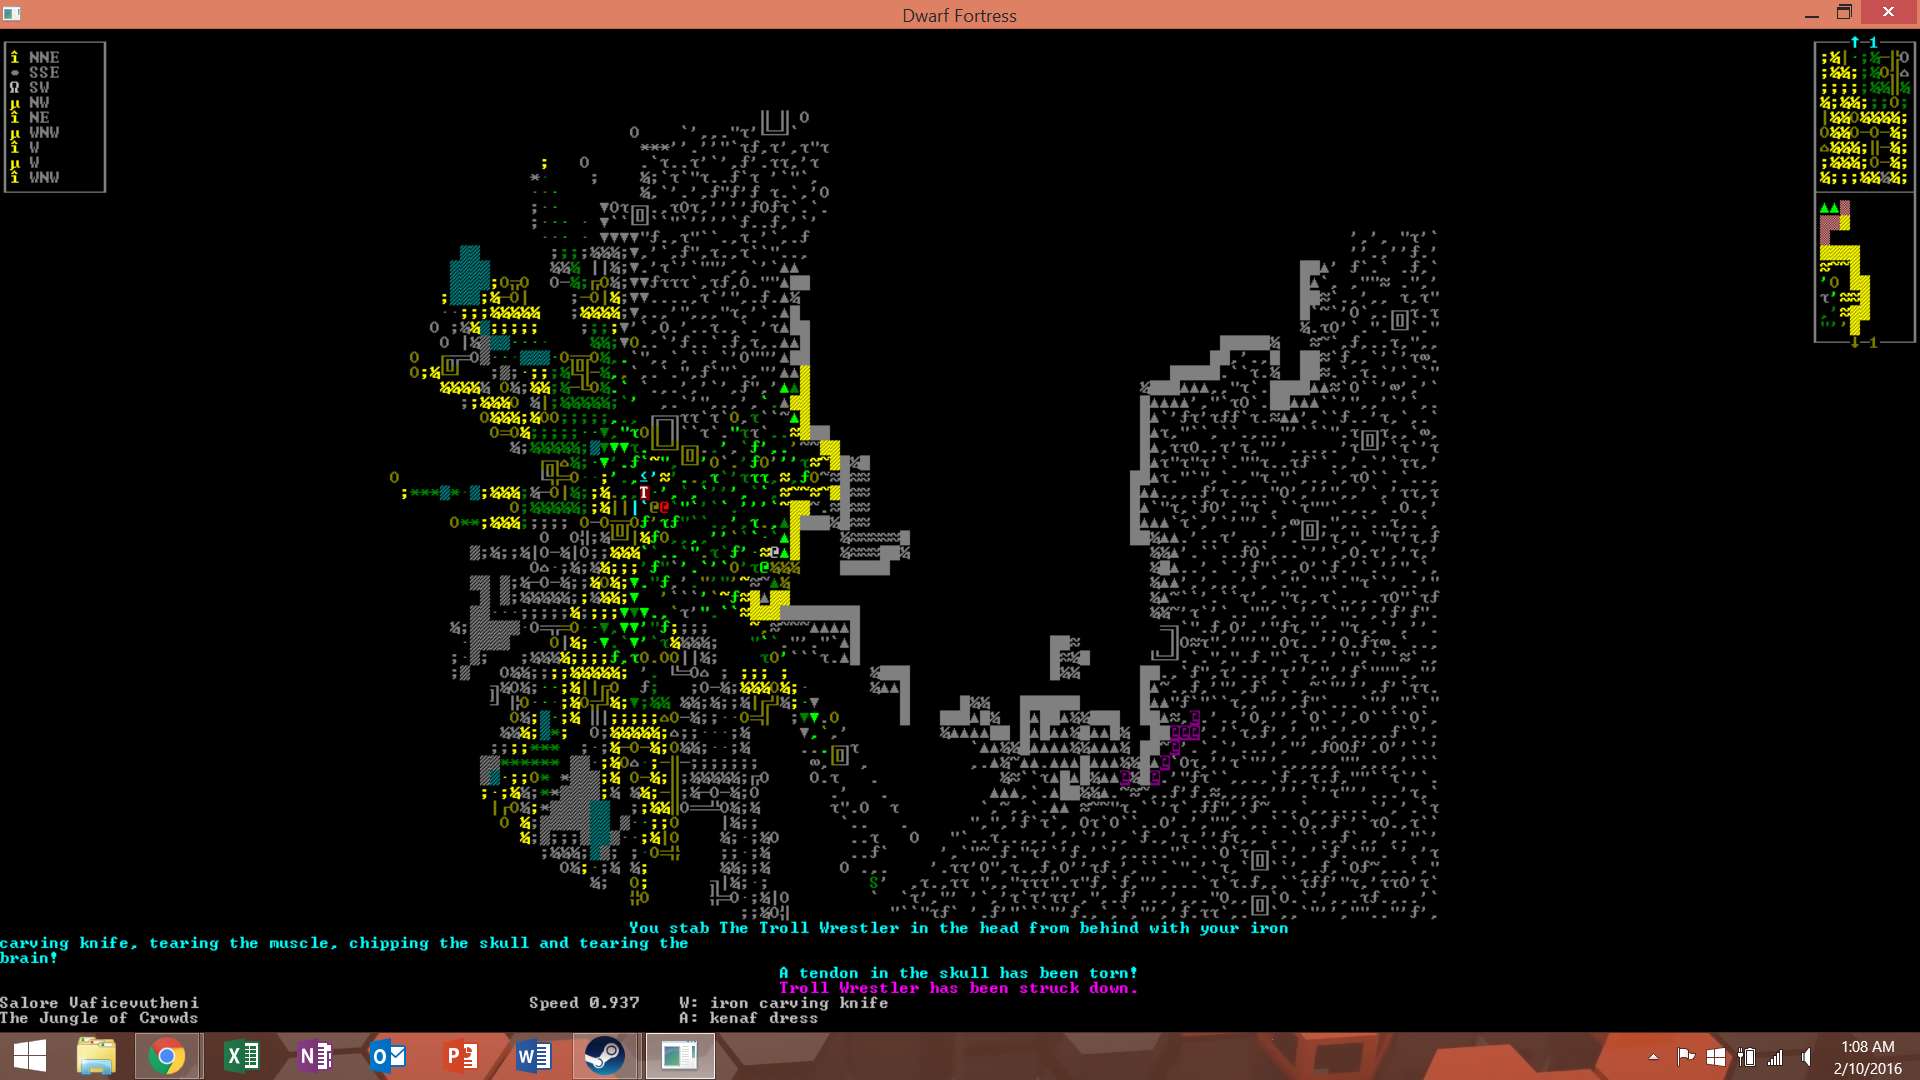 Dwarf Fortress
î NNE
• SSE
Ω SW
µ NW
î NE
µ WNW
î W
µ W
î WNW
↑ 1
↓ 1
You stab The Troll Wrestler in the head from behind with your iron
carving knife, tearing the muscle, chipping the skull and tearing the
brain!
A tendon in the skull has been torn!
Troll Wrestler has been struck down.
Salore Vaficevutheni Speed 0.937 W: iron carving knife
The Jungle of Crowds A: kenaf dress
1:08 AM
2/10/2016